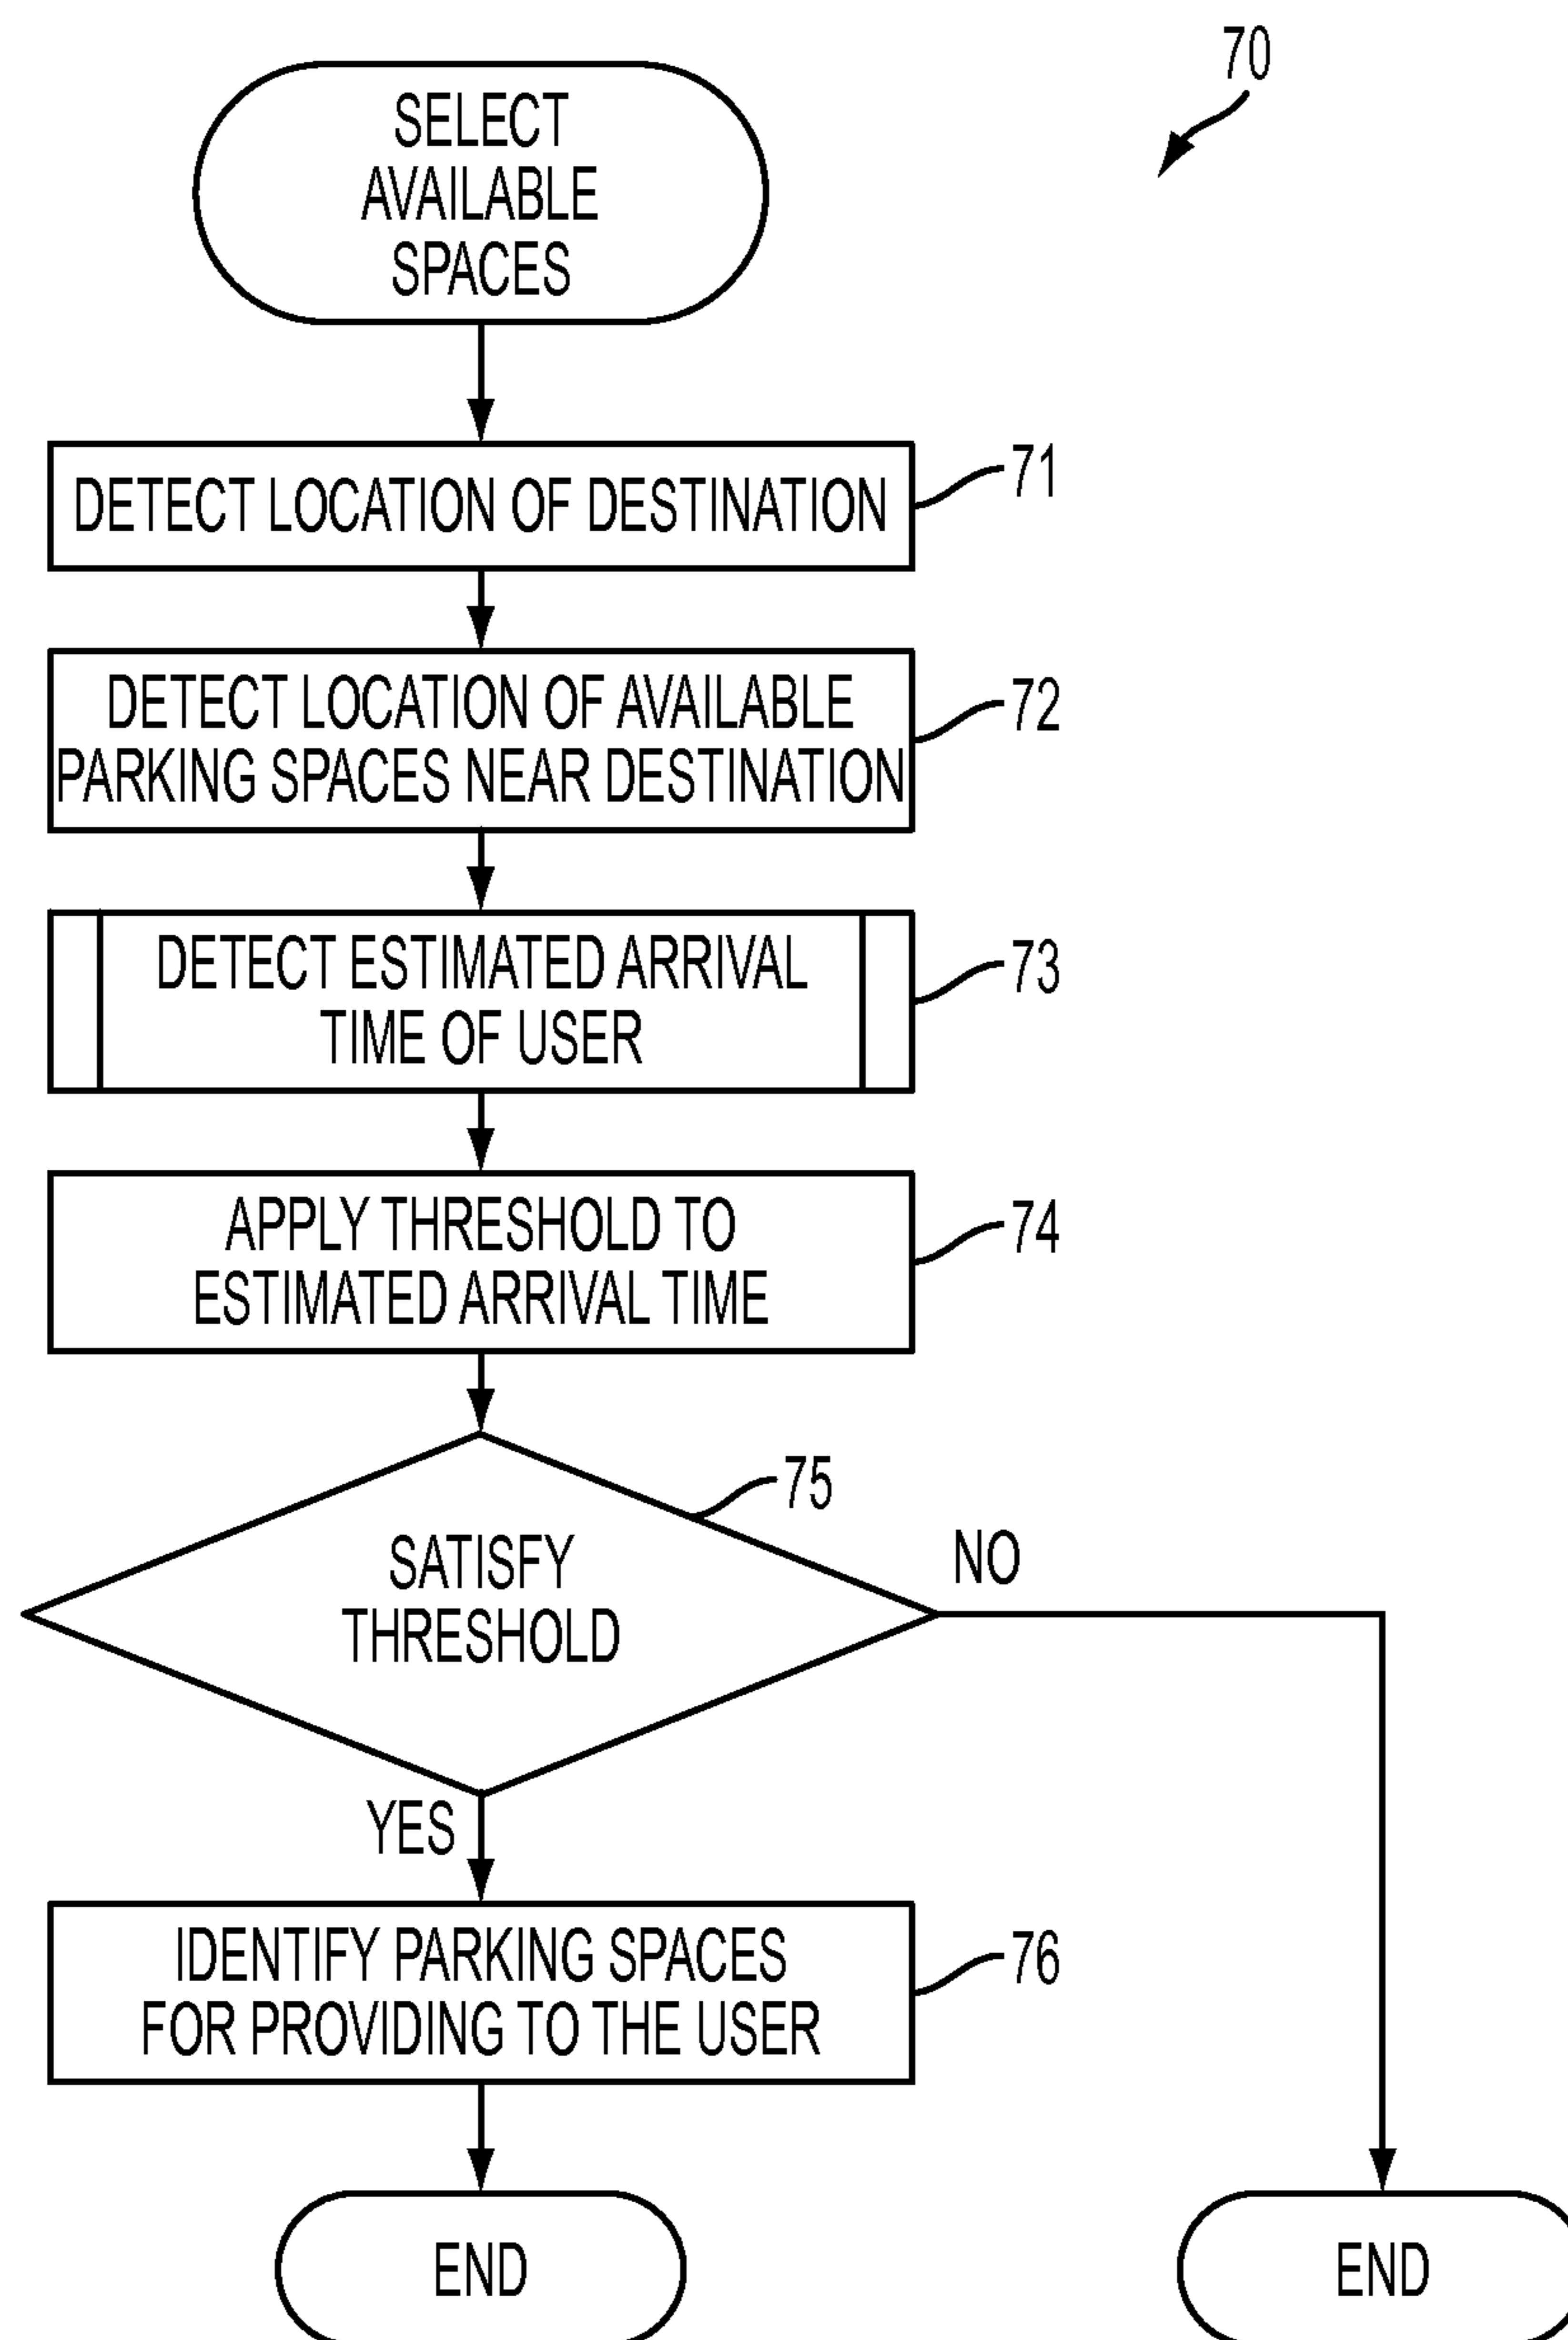 70
SELECT
AVAILABLE
SPACES
DETECT LOCATION OF DESTINATION
71
DETECT LOCATION OF AVAILABLE
PARKING SPACES NEAR DESTINATION
72
DETECT ESTIMATED ARRIVAL
TIME OF USER
73
APPLY THRESHOLD TO
ESTIMATED ARRIVAL TIME
74
75
SATISFY
THRESHOLD
NO
YES
IDENTIFY PARKING SPACES
FOR PROVIDING TO THE USER
76
END
END